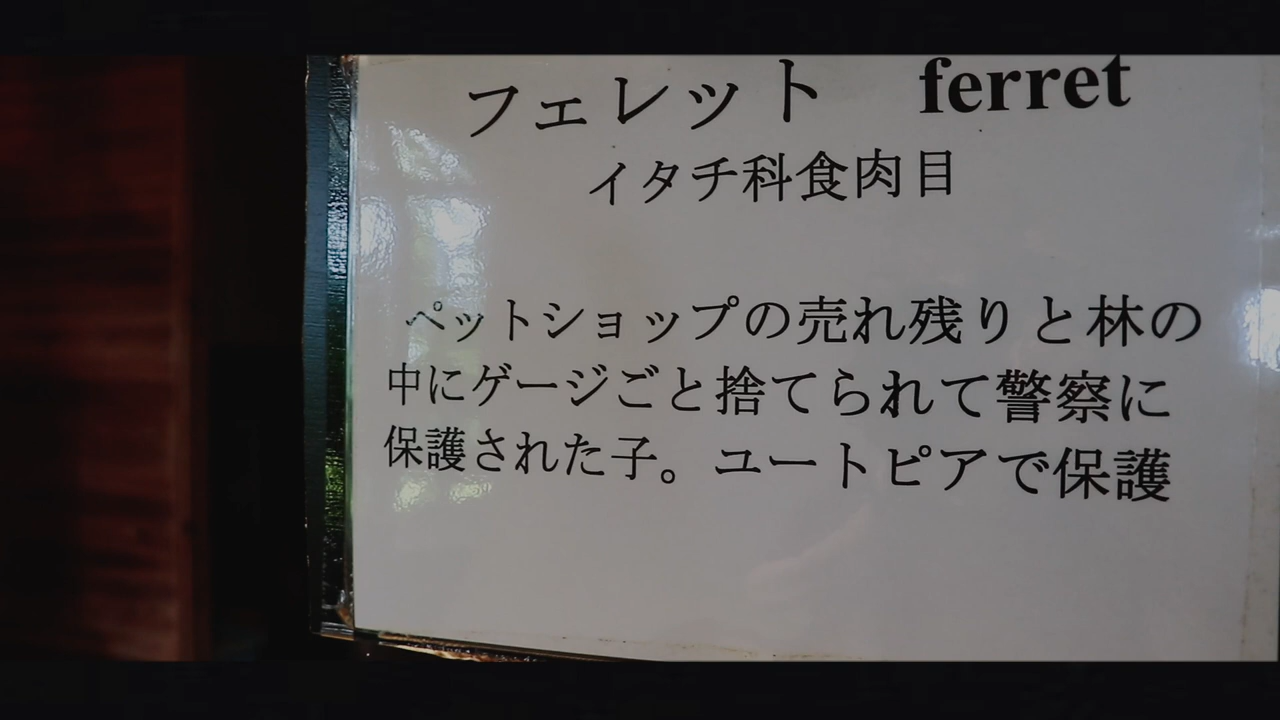 フェレット ferret
イタチ科食肉目
ペットショップの売れ残りと林の
中にゲージごと捨てられて警察に
保護された子。ユートピアで保護